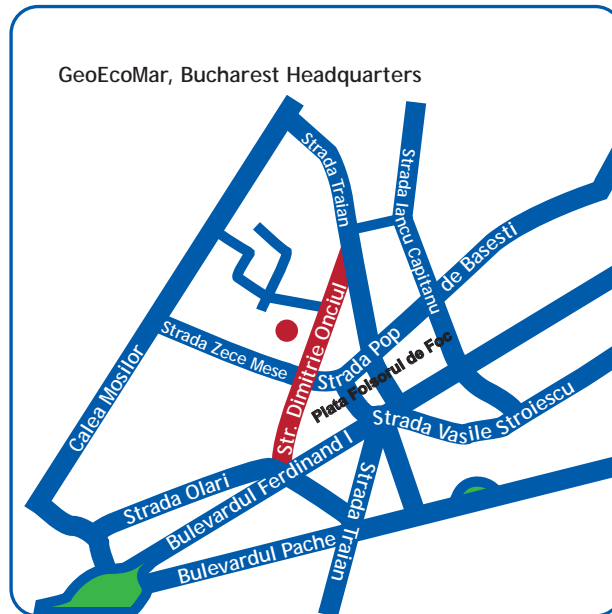 GeoEcoMar, Bucharest Headquarters
Strada Traian
Strada Iancu Capitanu
Strada Pop de Basesti
Str. Dimitrie Onciul
Strada Zece Mese
Calea Mosilor
Piata Foisorul de Foc
Strada Vasile Stroiescu
Bulevardul Ferdinand I
Strada Olari
Strada Traian
Bulevardul Pache